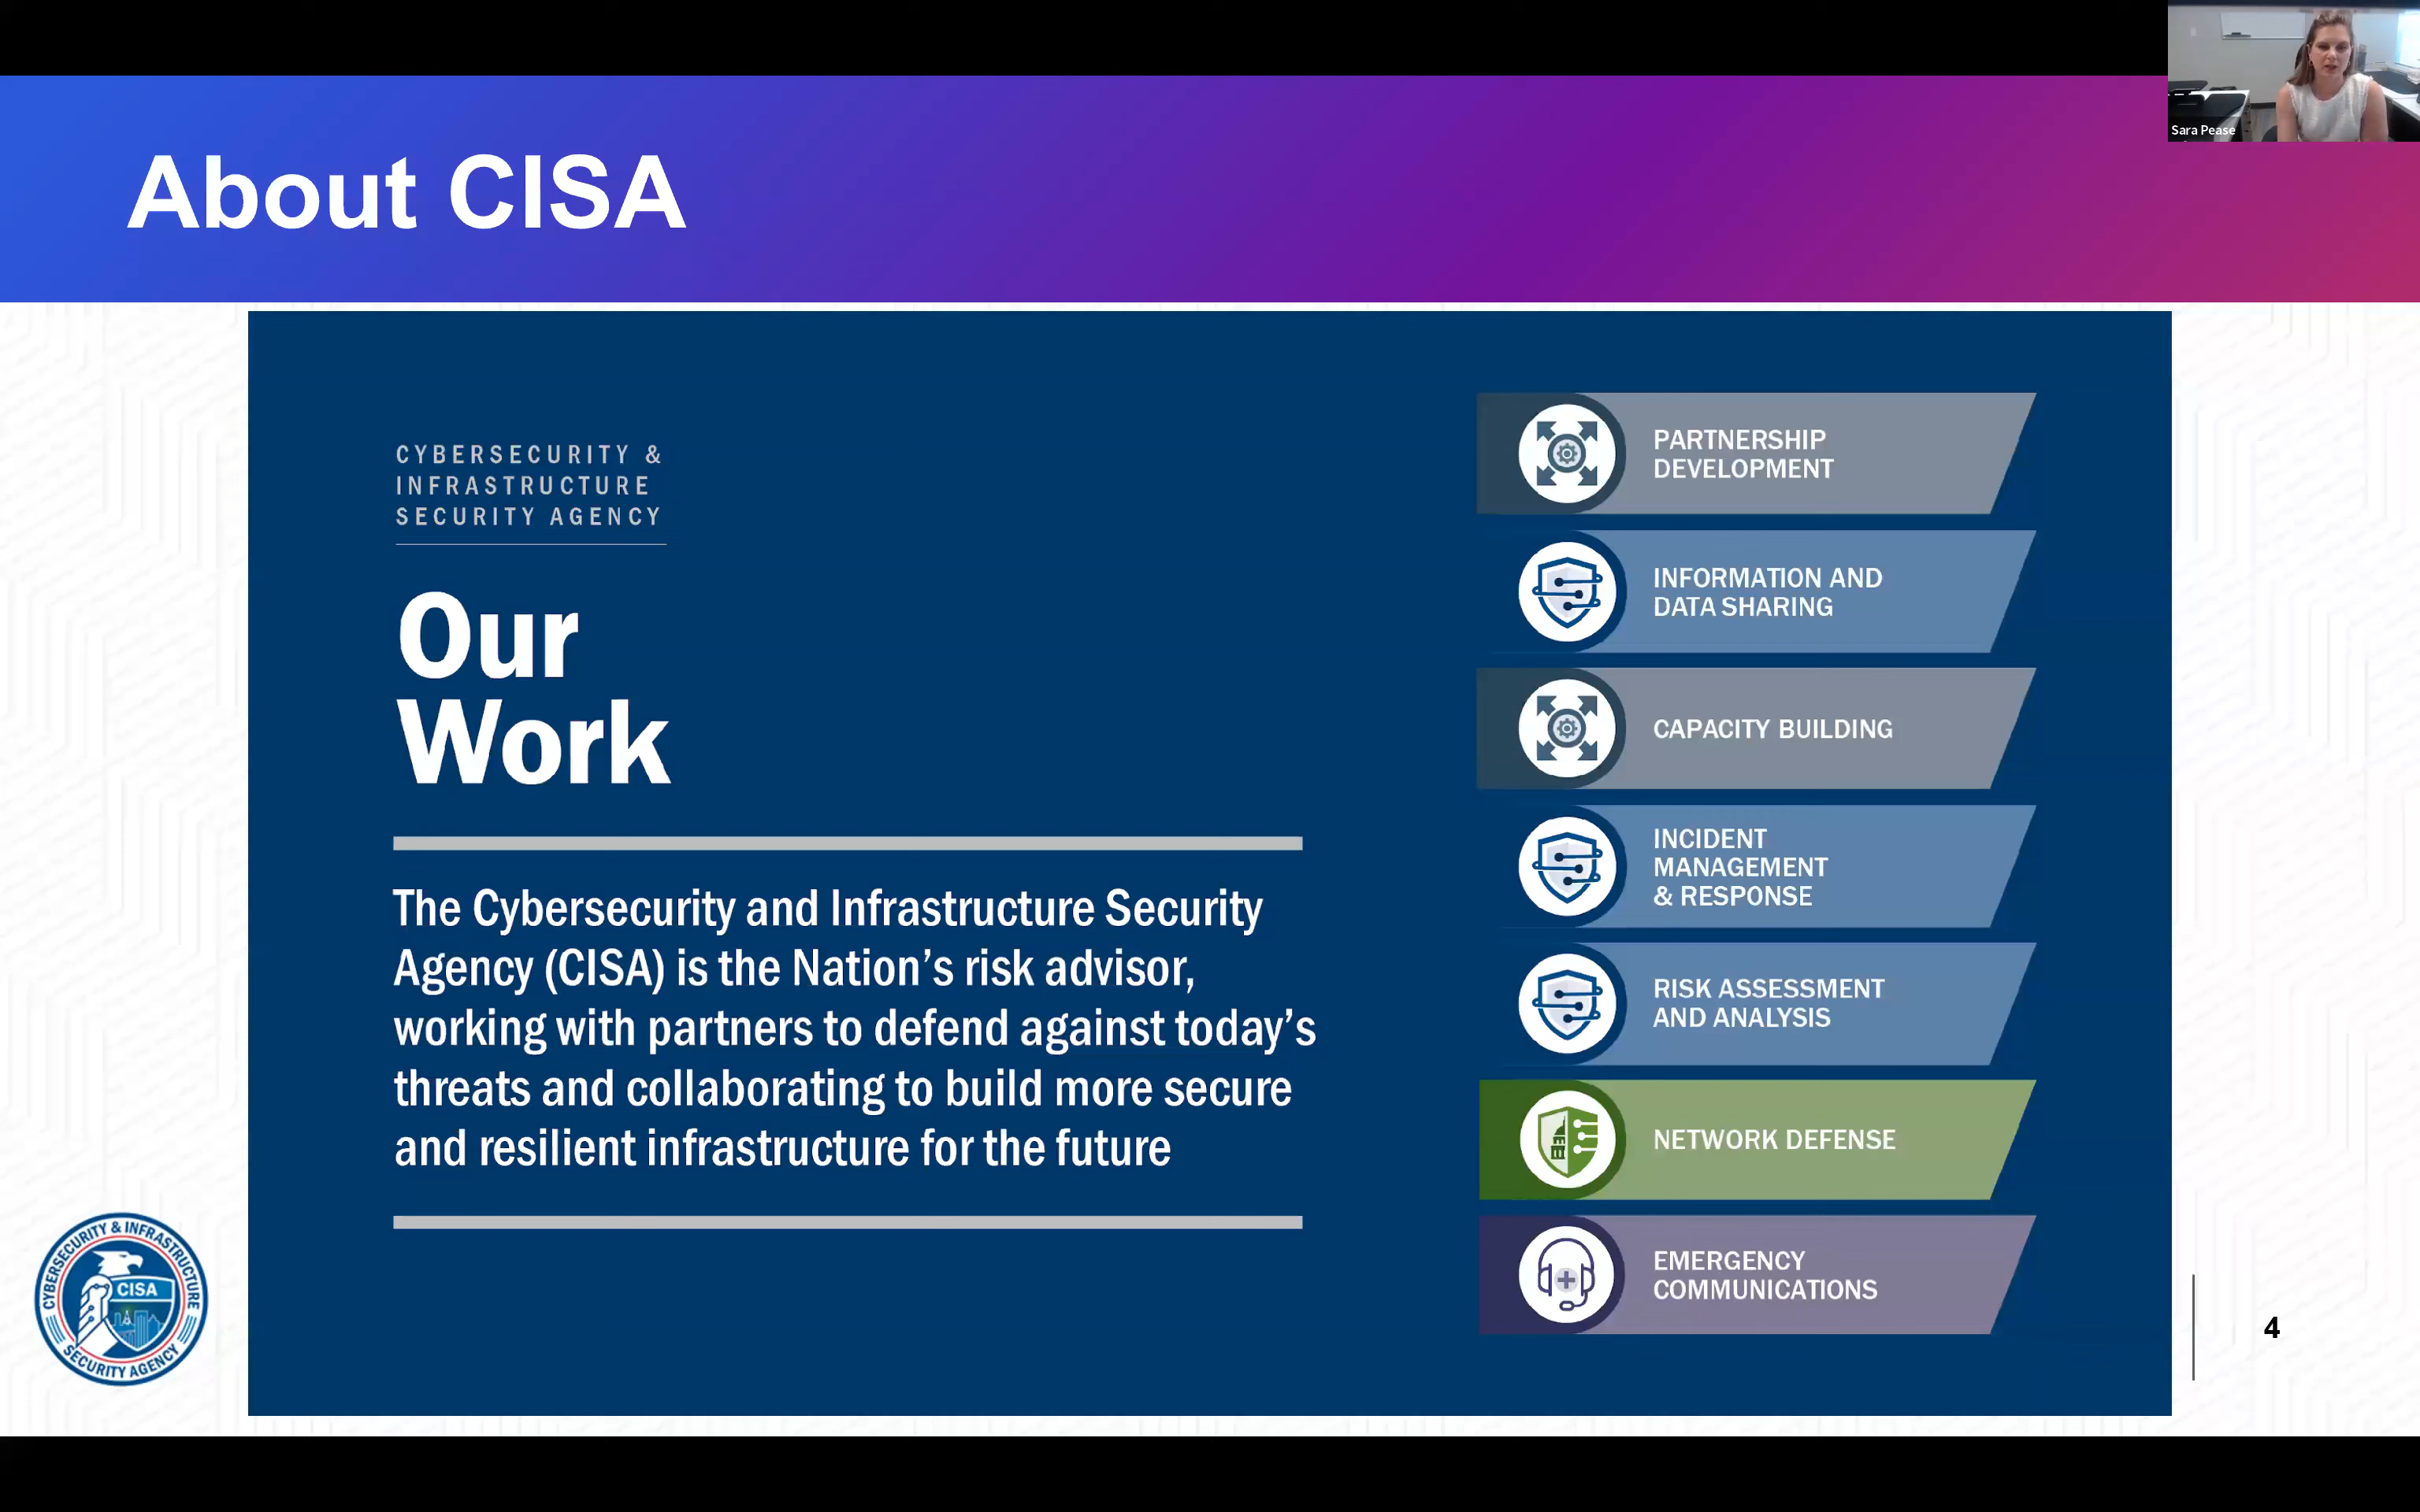 Sara Pease
About CISA
CYBERSECURITY &
INFRASTRUCTURE
SECURITY AGENCY
Our
Work
The Cybersecurity and Infrastructure Security
Agency (CISA) is the Nation’s risk advisor,
working with partners to defend against today’s
threats and collaborating to build more secure
and resilient infrastructure for the future
PARTNERSHIP
DEVELOPMENT
INFORMATION AND
DATA SHARING
CAPACITY BUILDING
INCIDENT
MANAGEMENT
& RESPONSE
RISK ASSESSMENT
AND ANALYSIS
NETWORK DEFENSE
EMERGENCY
COMMUNICATIONS
CYBERSECURITY & INFRASTRUCTURE
CISA
SECURITY AGENCY
4